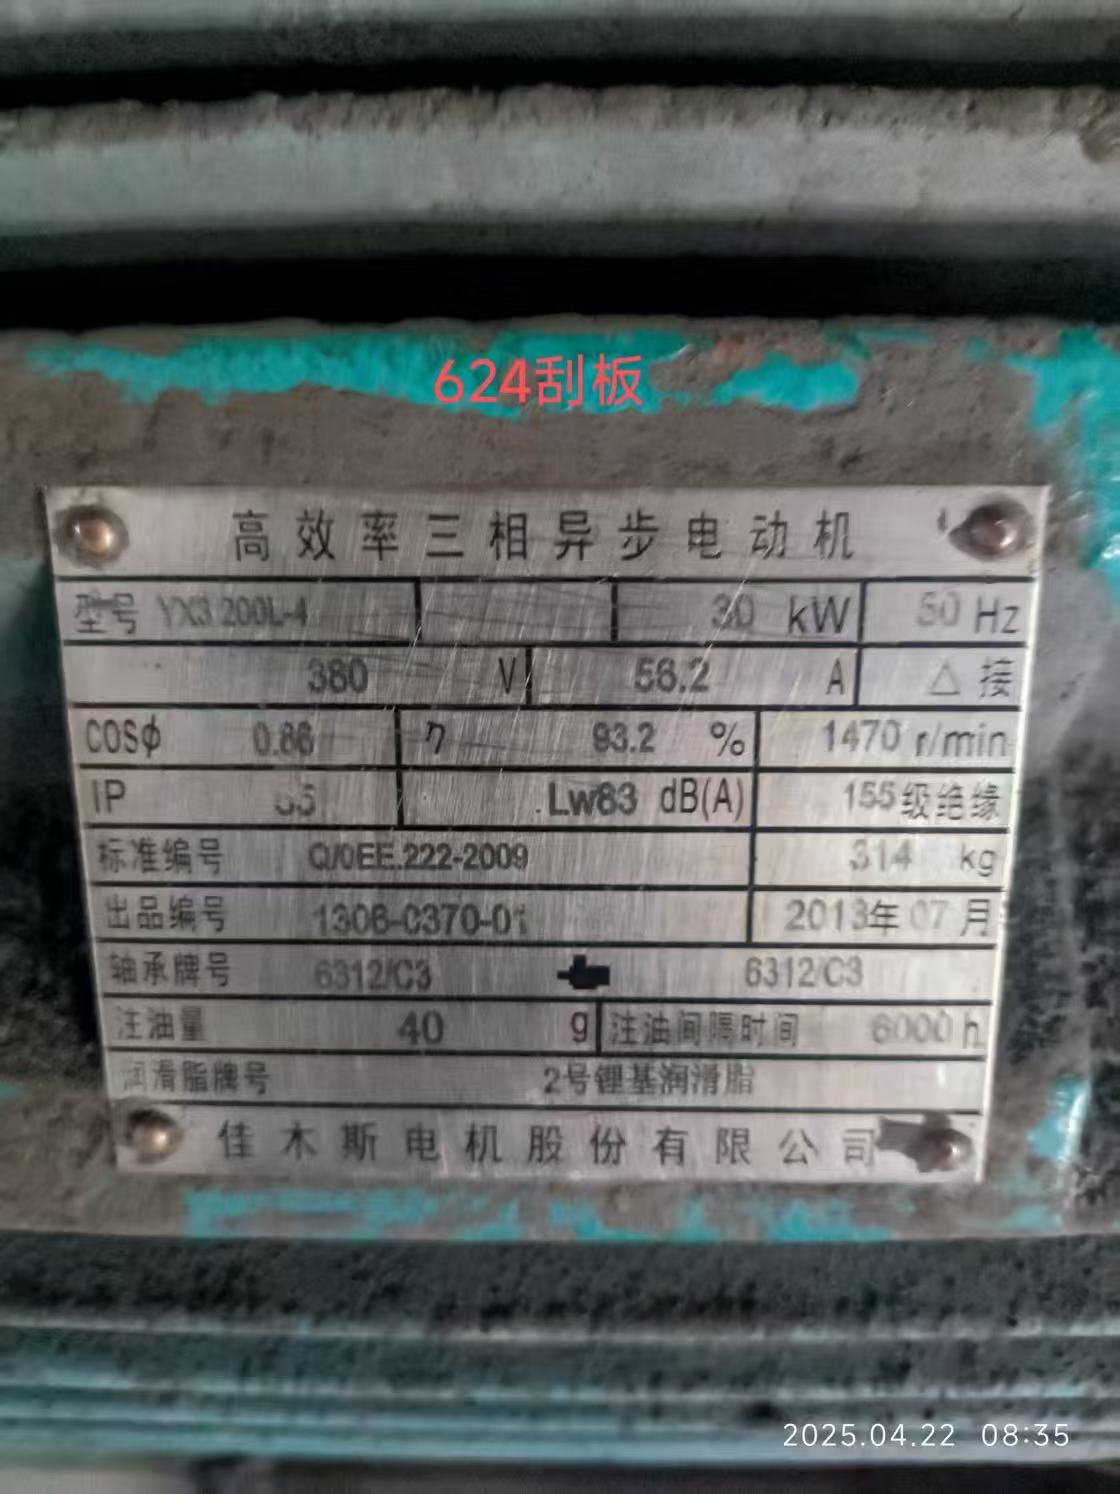 624刮板
高效率三相异步电动机
型号 YX3 200L-4 30 kW 50 Hz
380 V 56.2 A △ 接
COSφ 0.86 η 93.2 % 1470 r/min
IP 55 Lw83 dB(A) 155级绝缘
标准编号 Q/0EE.222-2009 314 kg
出品编号 1306-0370-01 2013年07月
轴承牌号 6312/C3 6312/C3
注油量 40 g 注油间隔时间 6000 h
润滑脂牌号 2号锂基润滑脂
佳木斯电机股份有限公司
2025.04.22 08:35